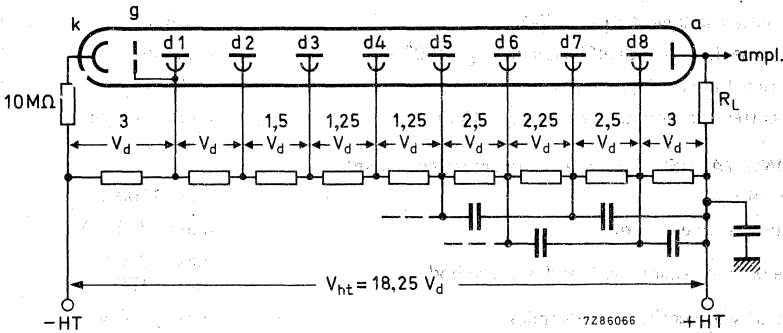 k g a
d1 d2 d3 d4 d5 d6 d7 d8
ampl.
10MΩ
R_L
3 1,5 1,25 1,25 2,5 2,25 2,5 3
V_d V_d V_d V_d V_d V_d V_d V_d V_d
V_ht = 18,25 V_d
-HT 7Z86066 +HT